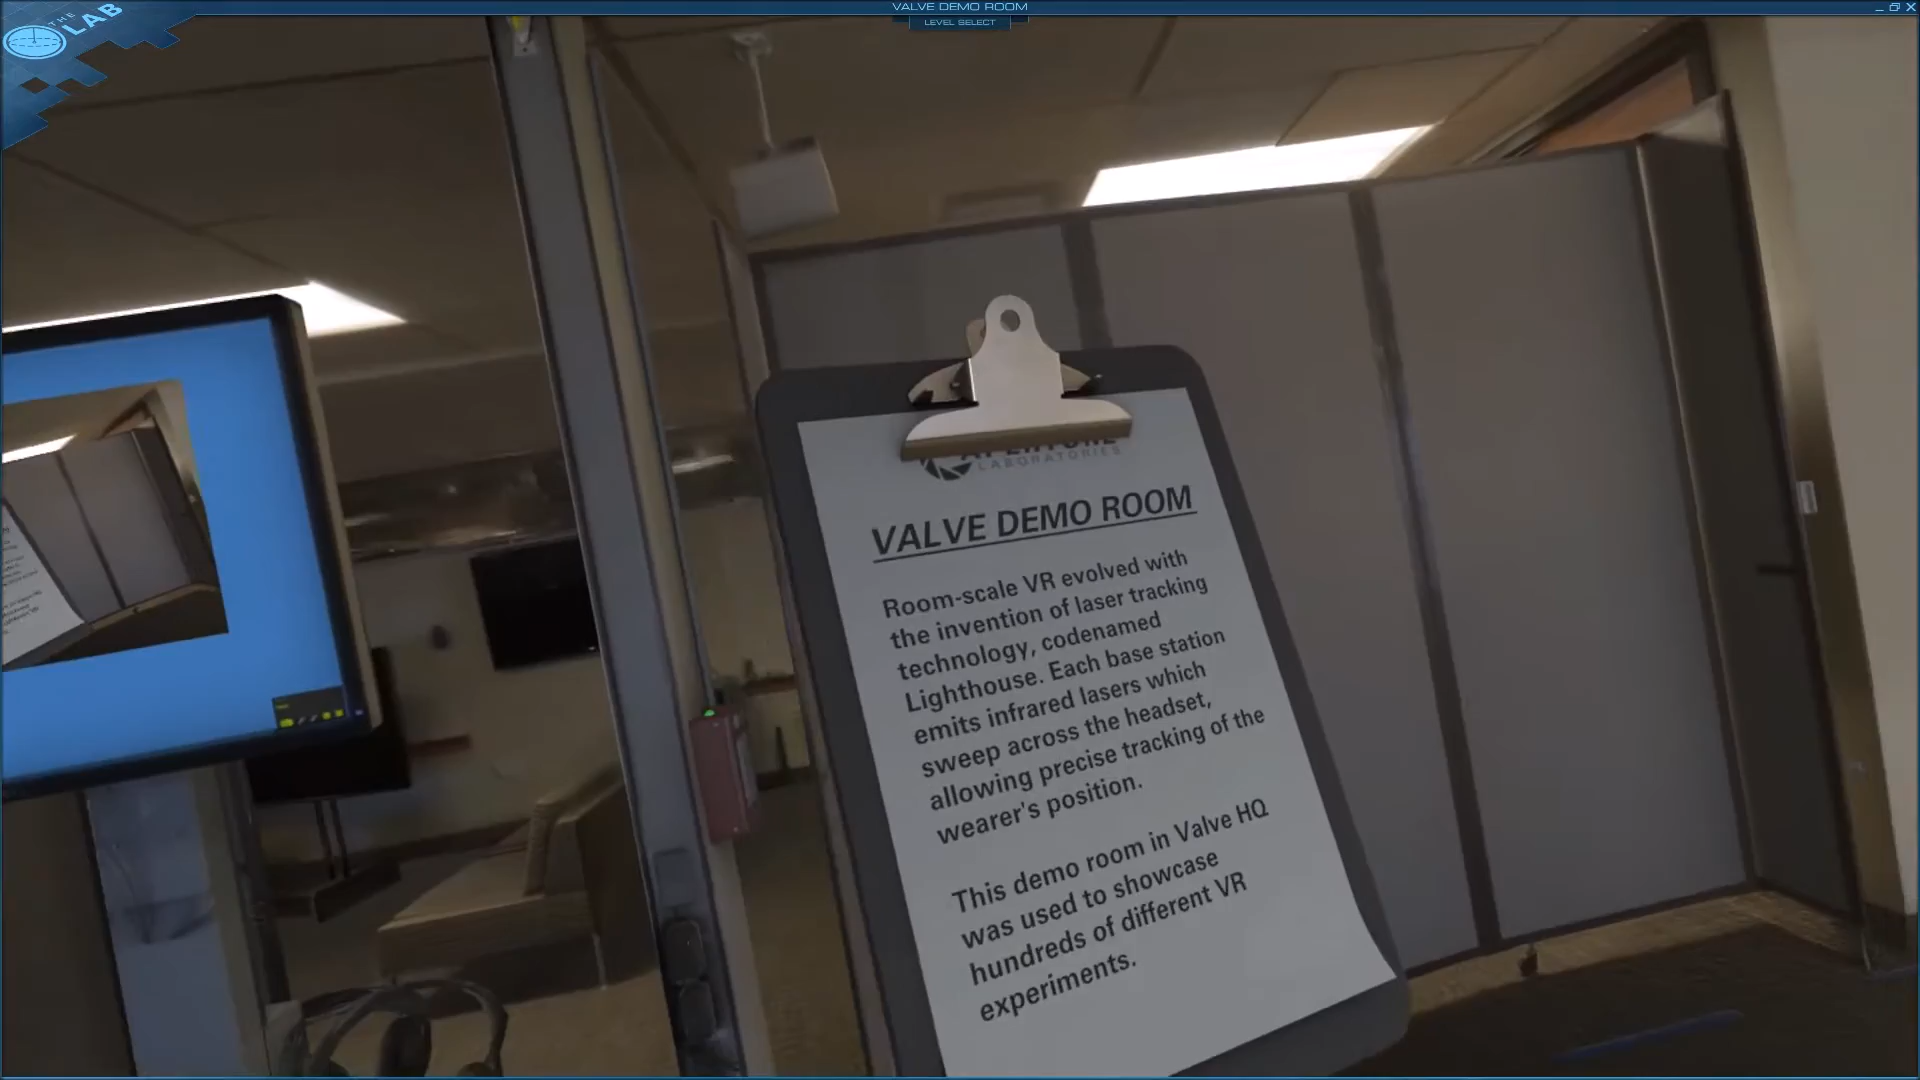 THE LAB
VALVE DEMO ROOM
LEVEL SELECT
APERTURE
LABORATORIES
VALVE DEMO ROOM
Room-scale VR evolved with
the invention of laser tracking
technology, codenamed
Lighthouse. Each base station
emits infrared lasers which
sweep across the headset,
allowing precise tracking of the
wearer's position.
This demo room in Valve HQ
was used to showcase
hundreds of different VR
experiments.